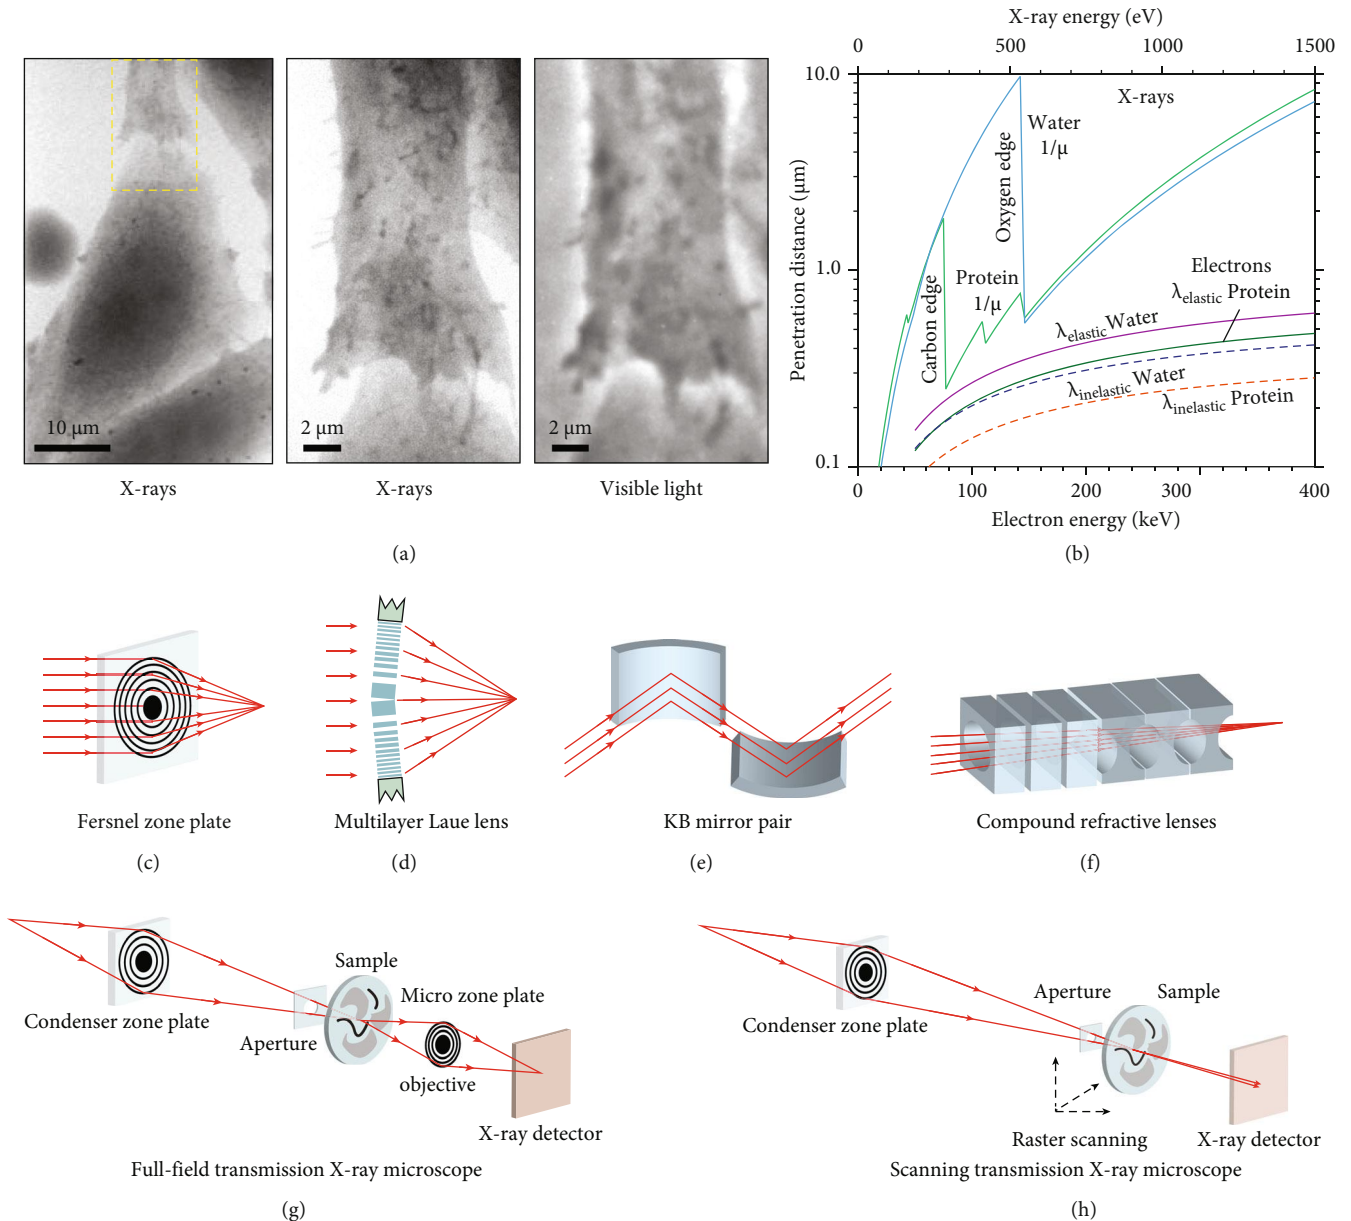 10 μm
X-rays
2 μm
X-rays
2 μm
Visible light
(a)
X-ray energy (eV)
0
500
1000
1500
10.0
1.0
0.1
Penetration distance (μm)
X-rays
Water
1/μ
Oxygen edge
Carbon edge
Protein
1/μ
Electrons
λelastic Protein
λelastic Water
λinelastic Water
λinelastic Protein
0
100
200
300
400
Electron energy (keV)
(b)
Fersnel zone plate
(c)
Multilayer Laue lens
(d)
KB mirror pair
(e)
Compound refractive lenses
(f)
Condenser zone plate
Aperture
Sample
Micro zone plate
objective
X-ray detector
Full-field transmission X-ray microscope
(g)
Condenser zone plate
Aperture
Sample
Raster scanning
X-ray detector
Scanning transmission X-ray microscope
(h)